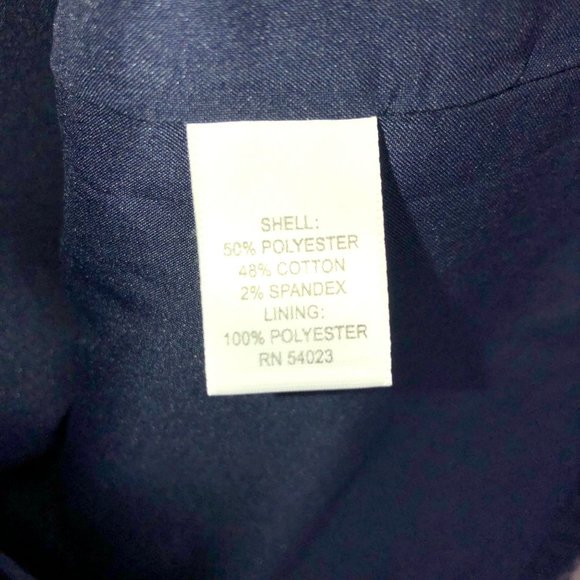 SHELL:
50% POLYESTER
48% COTTON
2% SPANDEX
LINING:
100% POLYESTER
RN 54023